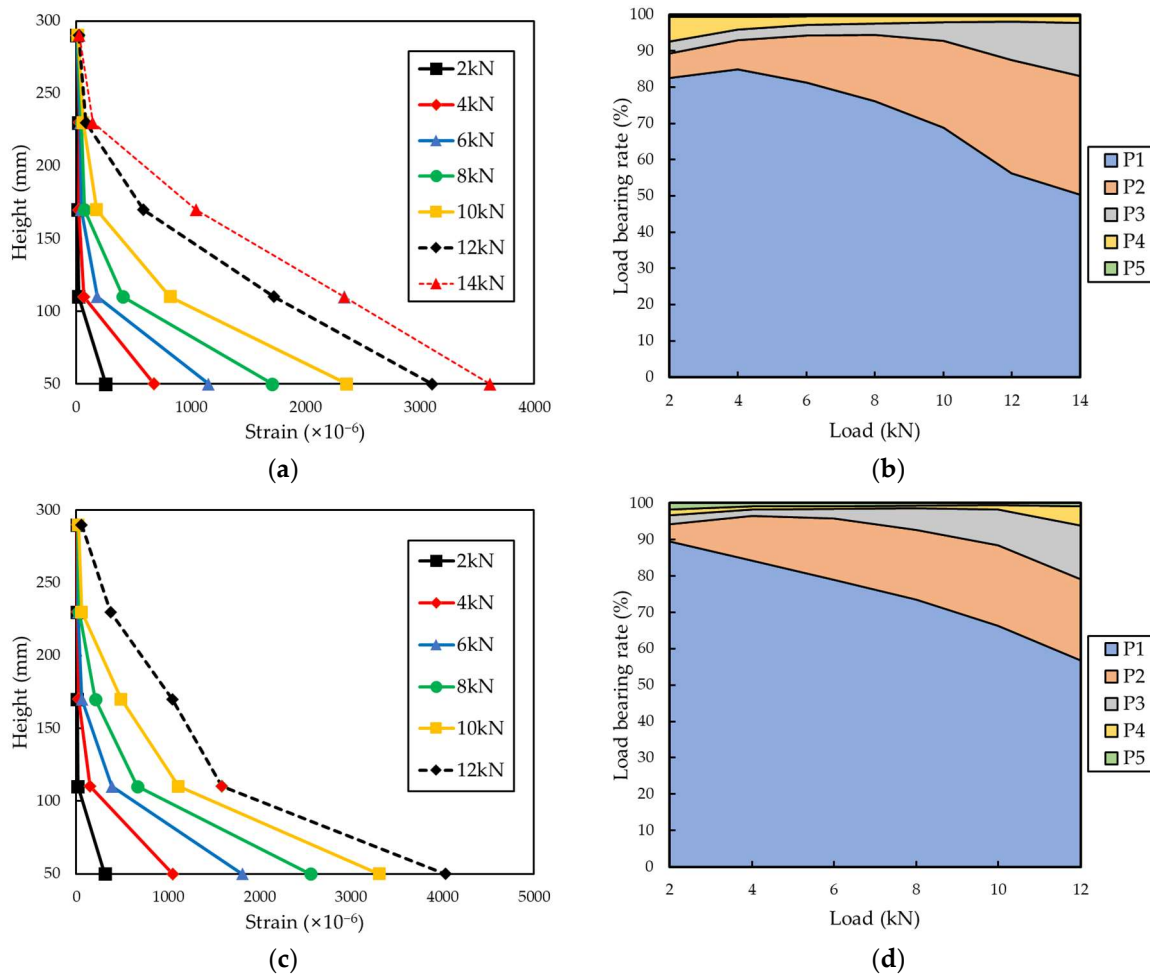 300
250
200
150
100
50
Height (mm)
0
1000
2000
3000
4000
Strain (×10⁻⁶)
2kN
4kN
6kN
8kN
10kN
12kN
14kN
(a)
100
90
80
70
60
50
40
30
20
10
0
Load bearing rate (%)
2
4
6
8
10
12
14
Load (kN)
P1
P2
P3
P4
P5
(b)
300
250
200
150
100
50
Height (mm)
0
1000
2000
3000
4000
5000
Strain (×10⁻⁶)
2kN
4kN
6kN
8kN
10kN
12kN
(c)
100
90
80
70
60
50
40
30
20
10
0
Load bearing rate (%)
2
4
6
8
10
12
Load (kN)
P1
P2
P3
P4
P5
(d)